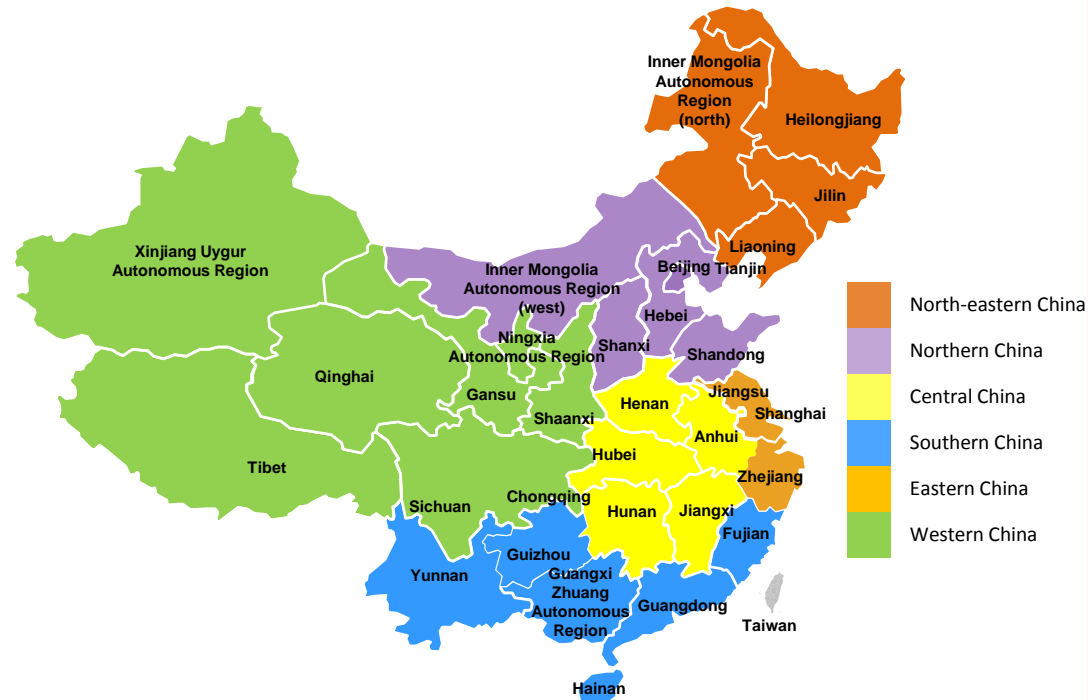 Inner Mongolia
Autonomous
Region
(north)
Heilongjiang
Jilin
Liaoning
Xinjiang Uygur
Autonomous Region
Inner Mongolia
Autonomous Region
(west)
Beijing
Tianjin
Hebei
Ningxia
Autonomous Region
Shanxi
Shandong
Qinghai
Gansu
Shaanxi
Henan
Jiangsu
Shanghai
Anhui
Hubei
Tibet
Zhejiang
Sichuan
Chongqing
Hunan
Jiangxi
Fujian
Guizhou
Yunnan
Guangxi
Zhuang
Autonomous
Region
Guangdong
Taiwan
Hainan
North-eastern China
Northern China
Central China
Southern China
Eastern China
Western China